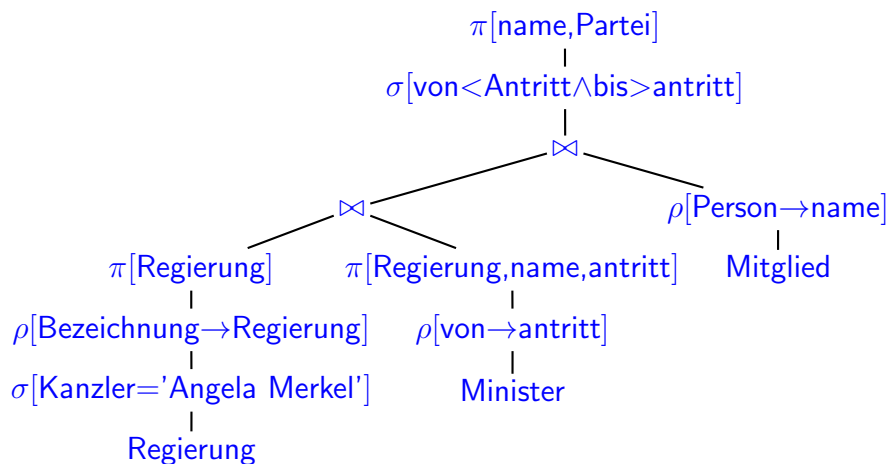 π[name,Partei]
σ[von<Antritt∧bis>antritt]
⋈
⋈
ρ[Person→name]
π[Regierung] π[Regierung,name,antritt] Mitglied
ρ[Bezeichnung→Regierung] ρ[von→antritt]
σ[Kanzler='Angela Merkel'] Minister
Regierung